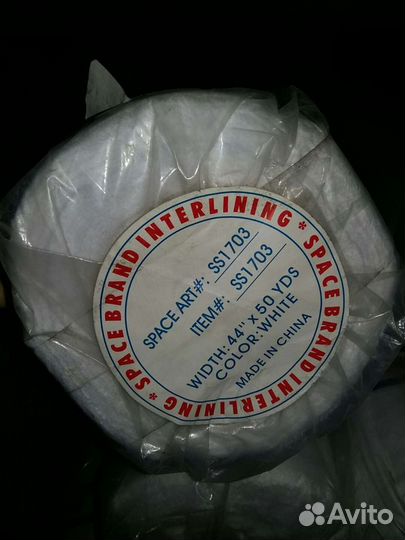 SPACE BRAND INTERLINING * SPACE BRAND INTERLINING *
SPACE ART#: SS1703
ITEM#: SS1703
WIDTH: 44" X 50 YDS
COLOR: WHITE
MADE IN CHINA
Avito